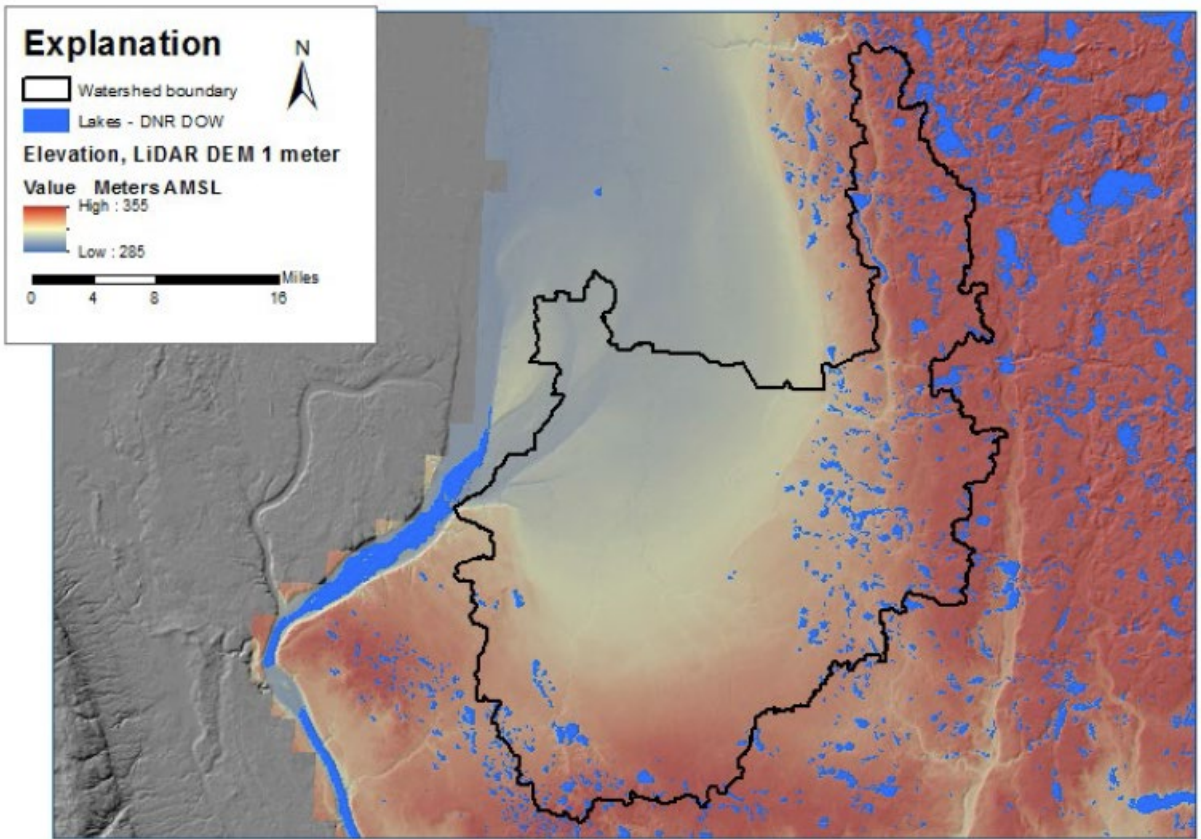 Explanation
N
Watershed boundary
Lakes - DNR DOW
Elevation, LiDAR DEM 1 meter
Value Meters AMSL
High : 355
Low : 285
Miles
0 4 8 16